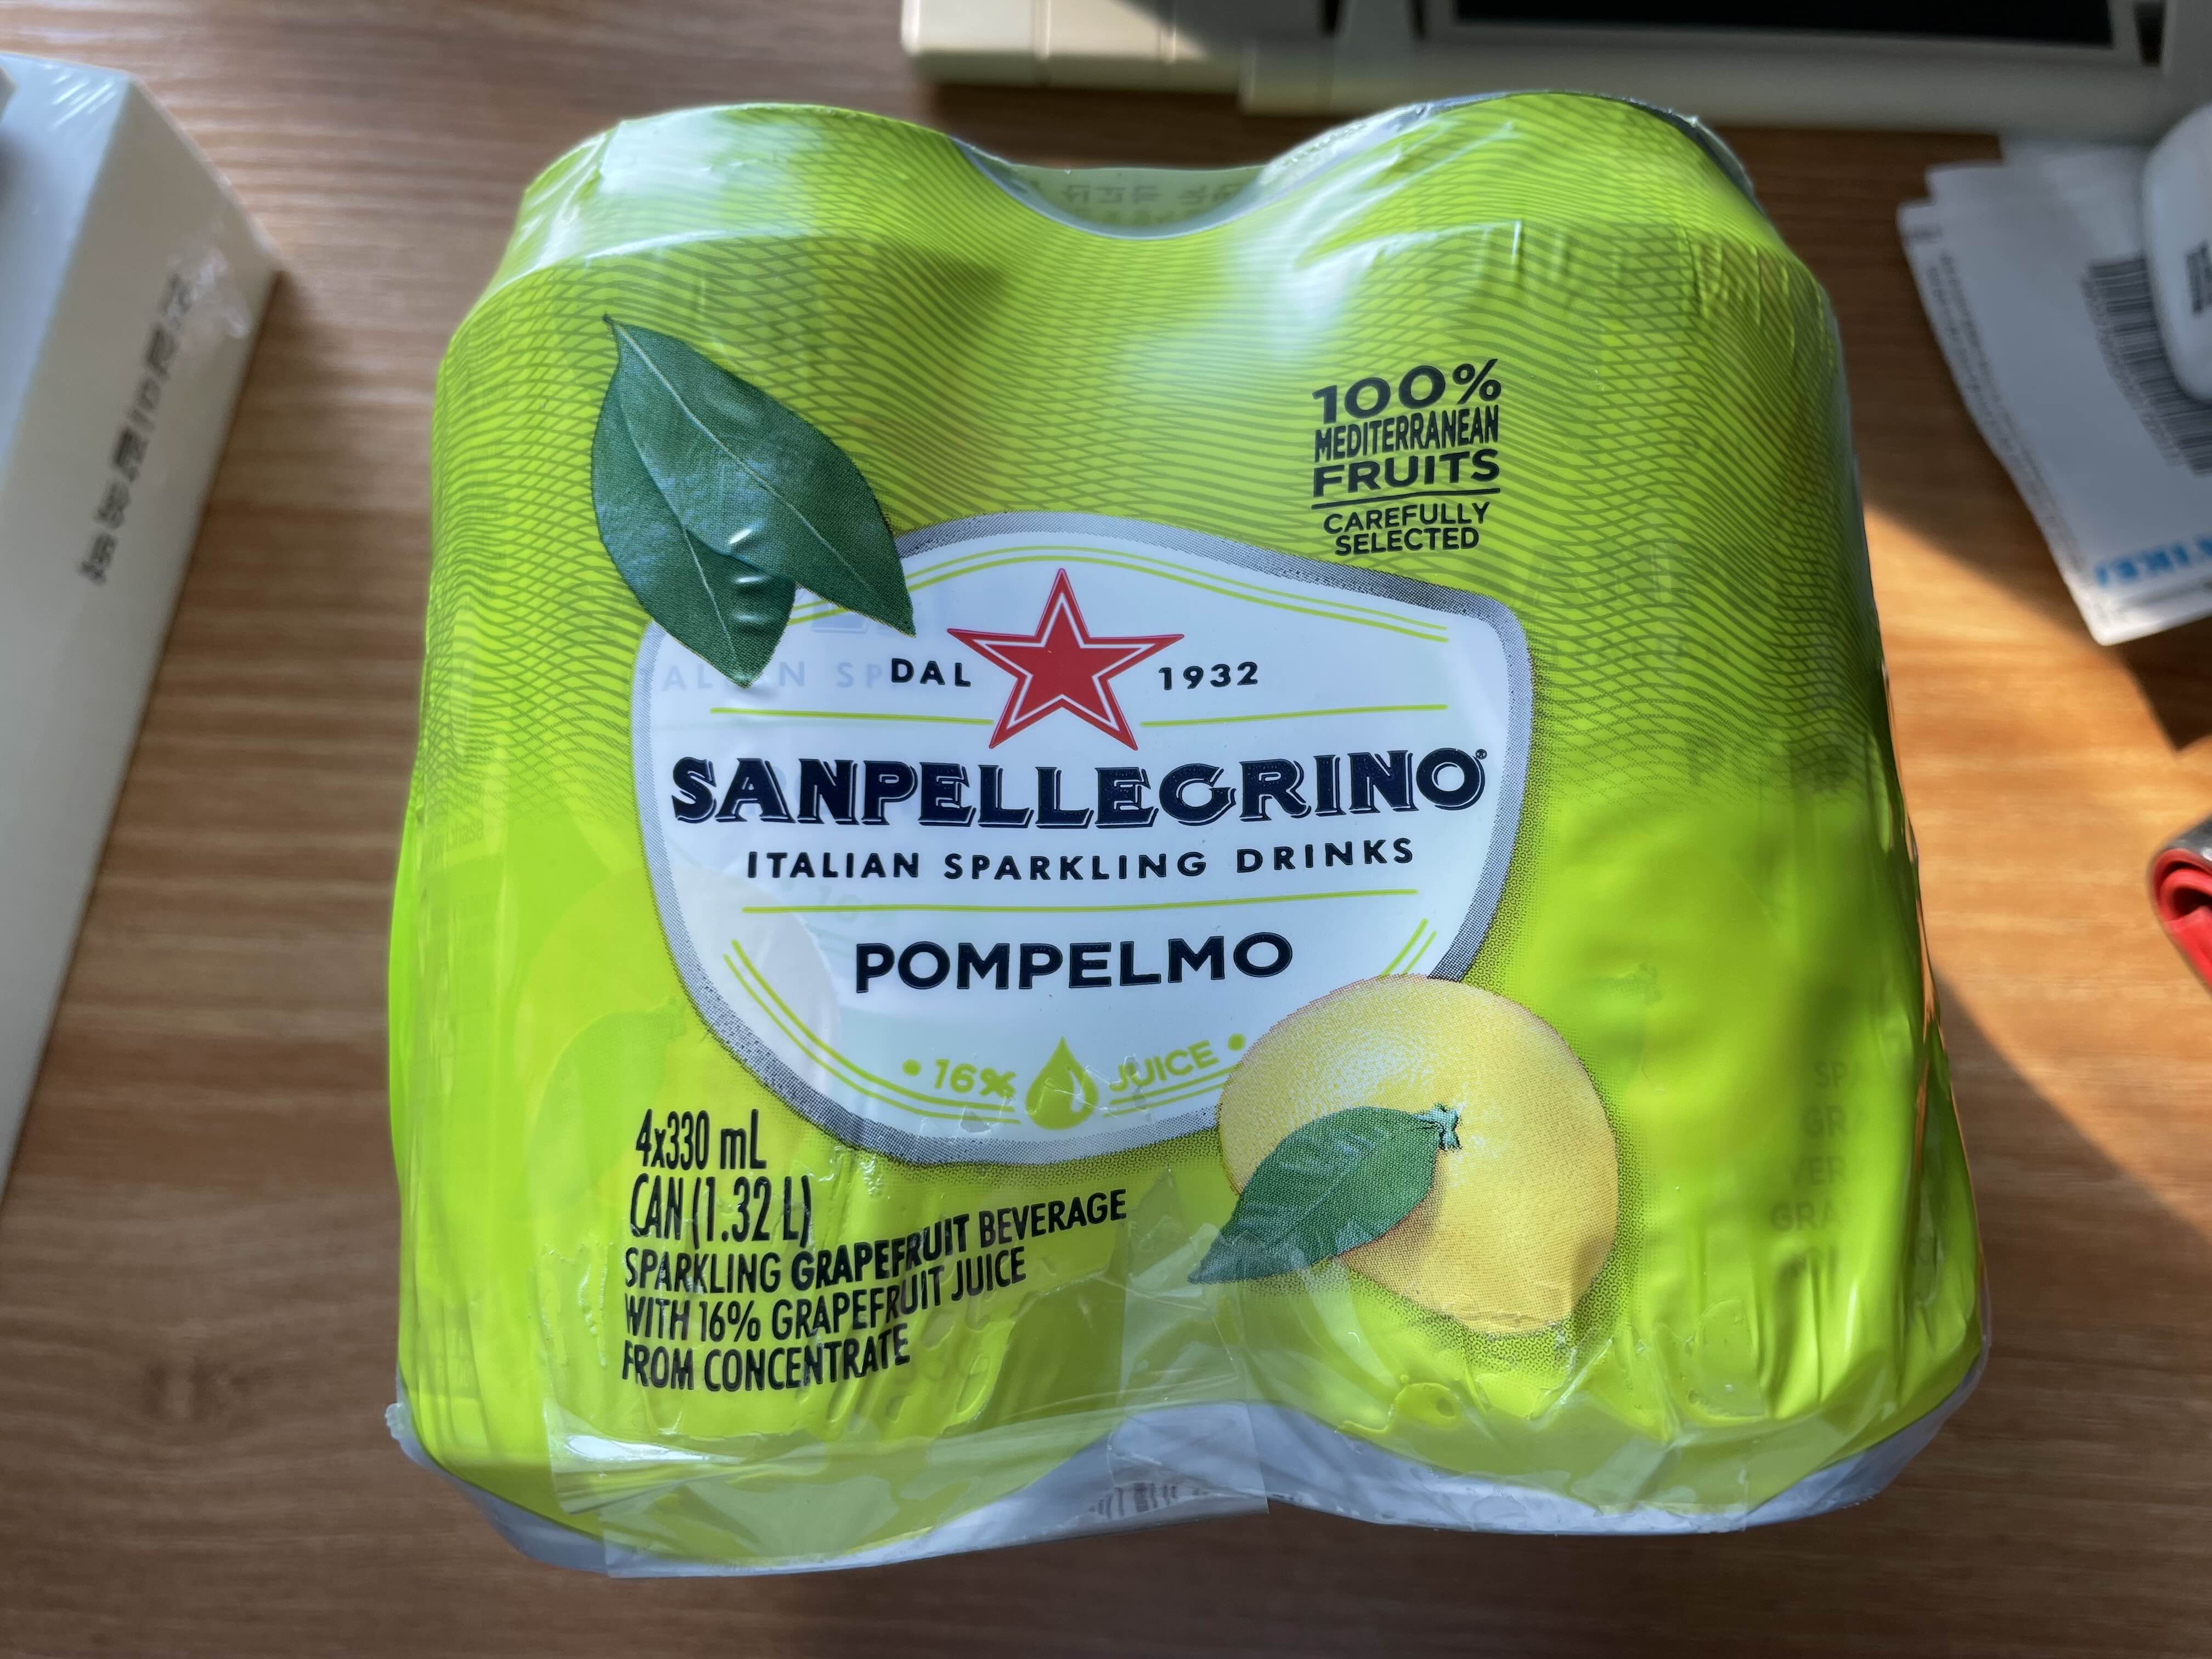 100%
MEDITERRANEAN
FRUITS
CAREFULLY
SELECTED
DAL 1932
SANPELLEGRINO®
ITALIAN SPARKLING DRINKS
POMPELMO
• 16% JUICE •
4x330 mL
CAN (1.32 L)
SPARKLING GRAPEFRUIT BEVERAGE
WITH 16% GRAPEFRUIT JUICE
FROM CONCENTRATE